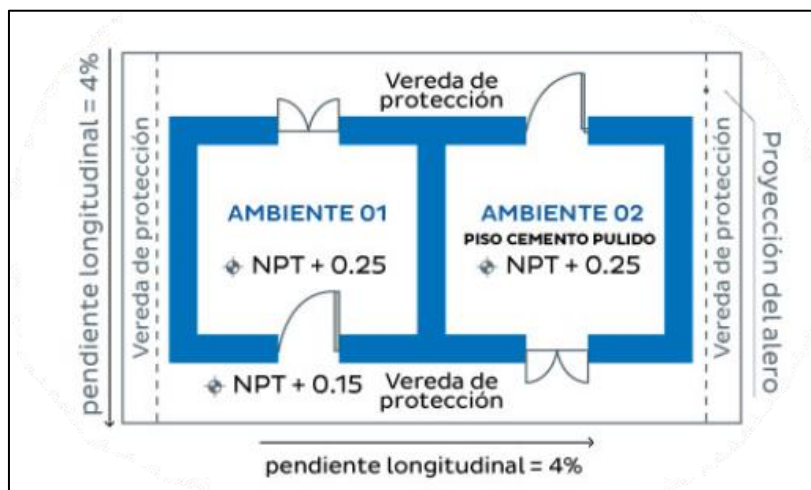 pendiente longitudinal = 4%
Vereda de protección
Vereda de
protección
AMBIENTE 01
NPT + 0.25
AMBIENTE 02
PISO CEMENTO PULIDO
NPT + 0.25
Vereda de protección
Proyección del alero
NPT + 0.15
Vereda de
protección
pendiente longitudinal = 4%